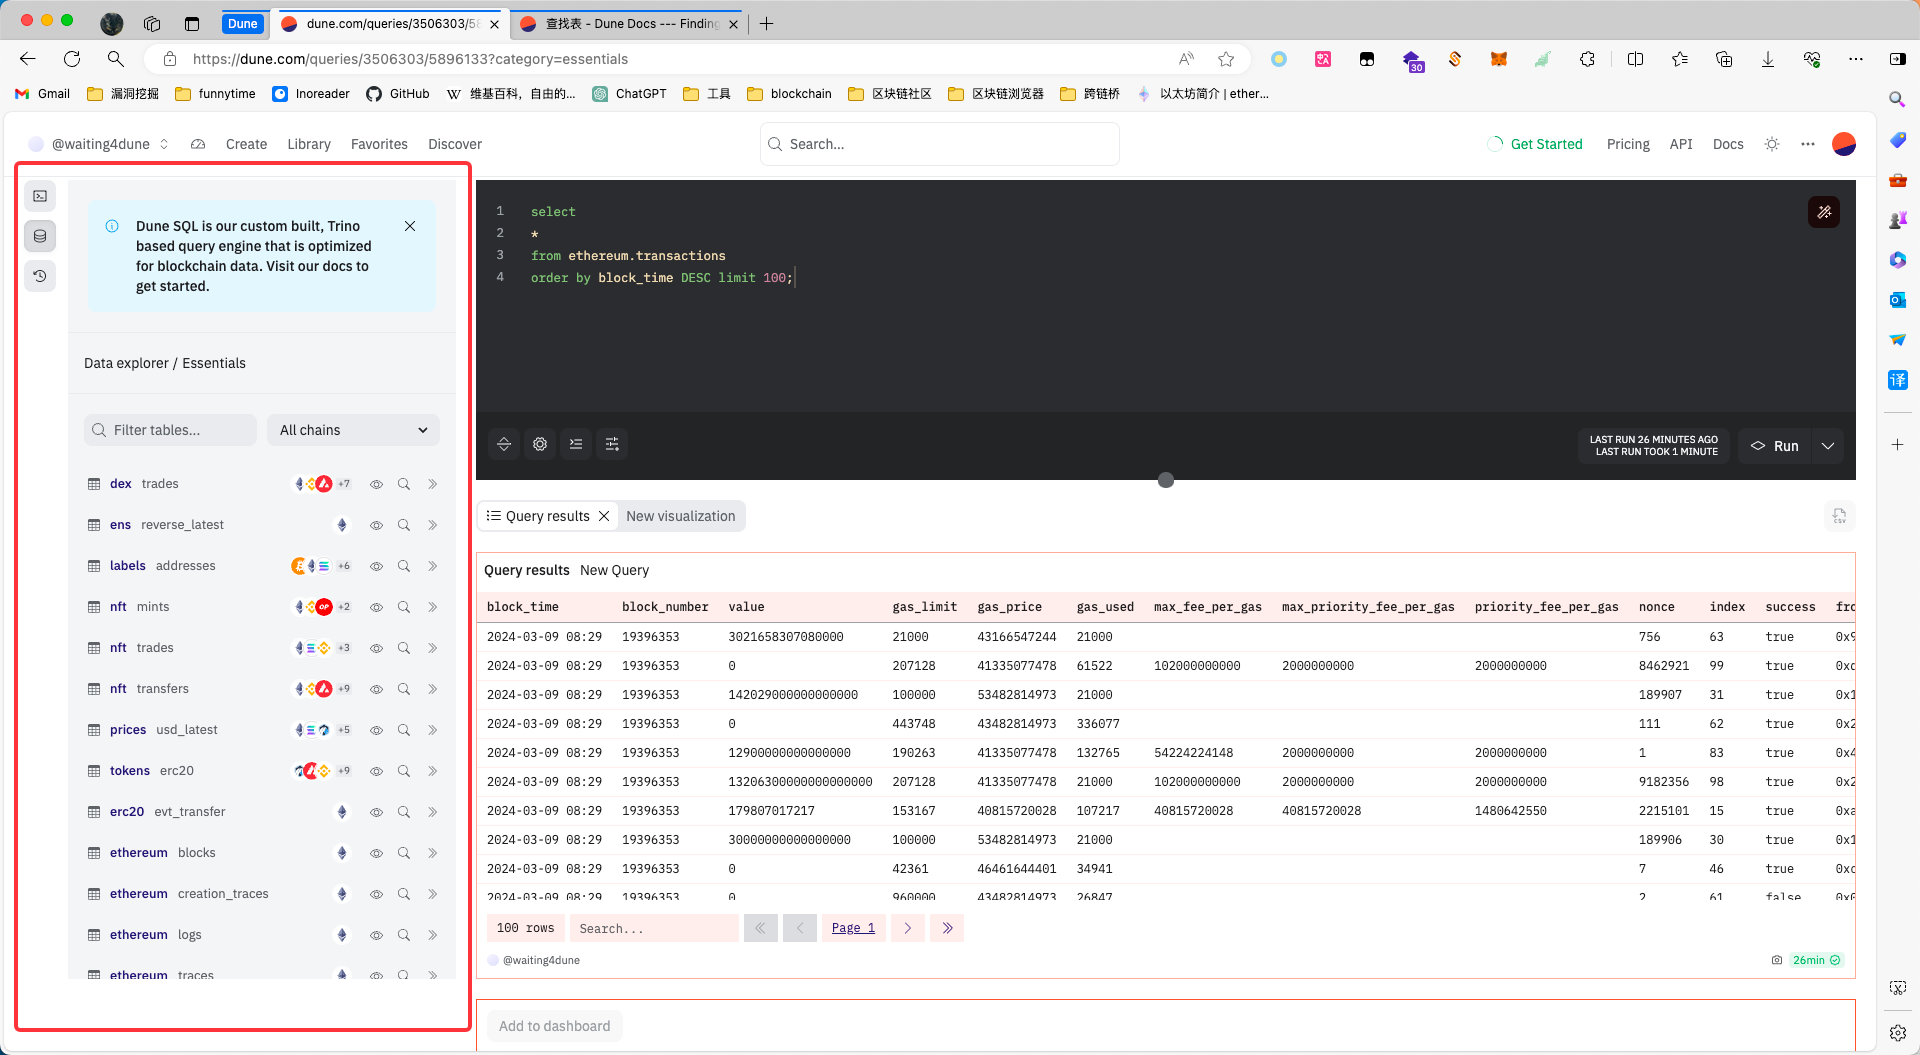 Dune
dune.com/queries/3506303/58
查找表 - Dune Docs --- Finding
https://dune.com/queries/3506303/5896133?category=essentials
30
Gmail
漏洞挖掘
funnytime
Inoreader
GitHub
维基百科，自由的...
ChatGPT
工具
blockchain
区块链社区
区块链浏览器
跨链桥
以太坊简介 | ether...
@waiting4dune
Create
Library
Favorites
Discover
Search...
Get Started
Pricing
API
Docs
Dune SQL is our custom built, Trino
based query engine that is optimized
for blockchain data. Visit our docs to
get started.
Data explorer / Essentials
Filter tables...
All chains
dex trades +7
ens reverse_latest
labels addresses +6
nft mints +2
nft trades +3
nft transfers +9
prices usd_latest +5
tokens erc20 +9
erc20 evt_transfer
ethereum blocks
ethereum creation_traces
ethereum logs
ethereum traces
1 select
2 *
3 from ethereum.transactions
4 order by block_time DESC limit 100;
LAST RUN 26 MINUTES AGO
LAST RUN TOOK 1 MINUTE
Run
Query results
New visualization
CSV
Query results New Query
block_time block_number value gas_limit gas_price gas_used max_fee_per_gas max_priority_fee_per_gas priority_fee_per_gas nonce index success fro
2024-03-09 08:29 19396353 3021658307080000 21000 43166547244 21000 756 63 true 0x9
2024-03-09 08:29 19396353 0 207128 41335077478 61522 102000000000 2000000000 2000000000 8462921 99 true
2024-03-09 08:29 19396353 142029000000000000 100000 53482814973 21000 189907 31 true 0x1
2024-03-09 08:29 19396353 0 443748 43482814973 336077 111 62 true 0x2
2024-03-09 08:29 19396353 12900000000000000 190263 41335077478 132765 54224224148 2000000000 2000000000 1 83 true 0x4
2024-03-09 08:29 19396353 1320630000000000000 207128 41335077478 21000 102000000000 2000000000 2000000000 9182356 98 true 0x2
2024-03-09 08:29 19396353 179807017217 153167 40815720028 107217 40815720028 40815720028 1480642550 2215101 15 true 0xa
2024-03-09 08:29 19396353 30000000000000000 100000 53482814973 21000 189906 30 true 0x1
2024-03-09 08:29 19396353 0 42361 46461644401 34941 7 46 true
2024-03-09 08:29 19396353 0 960000 43482814973 26847 2 61 false
100 rows
Search...
Page 1
@waiting4dune
26min
Add to dashboard
译